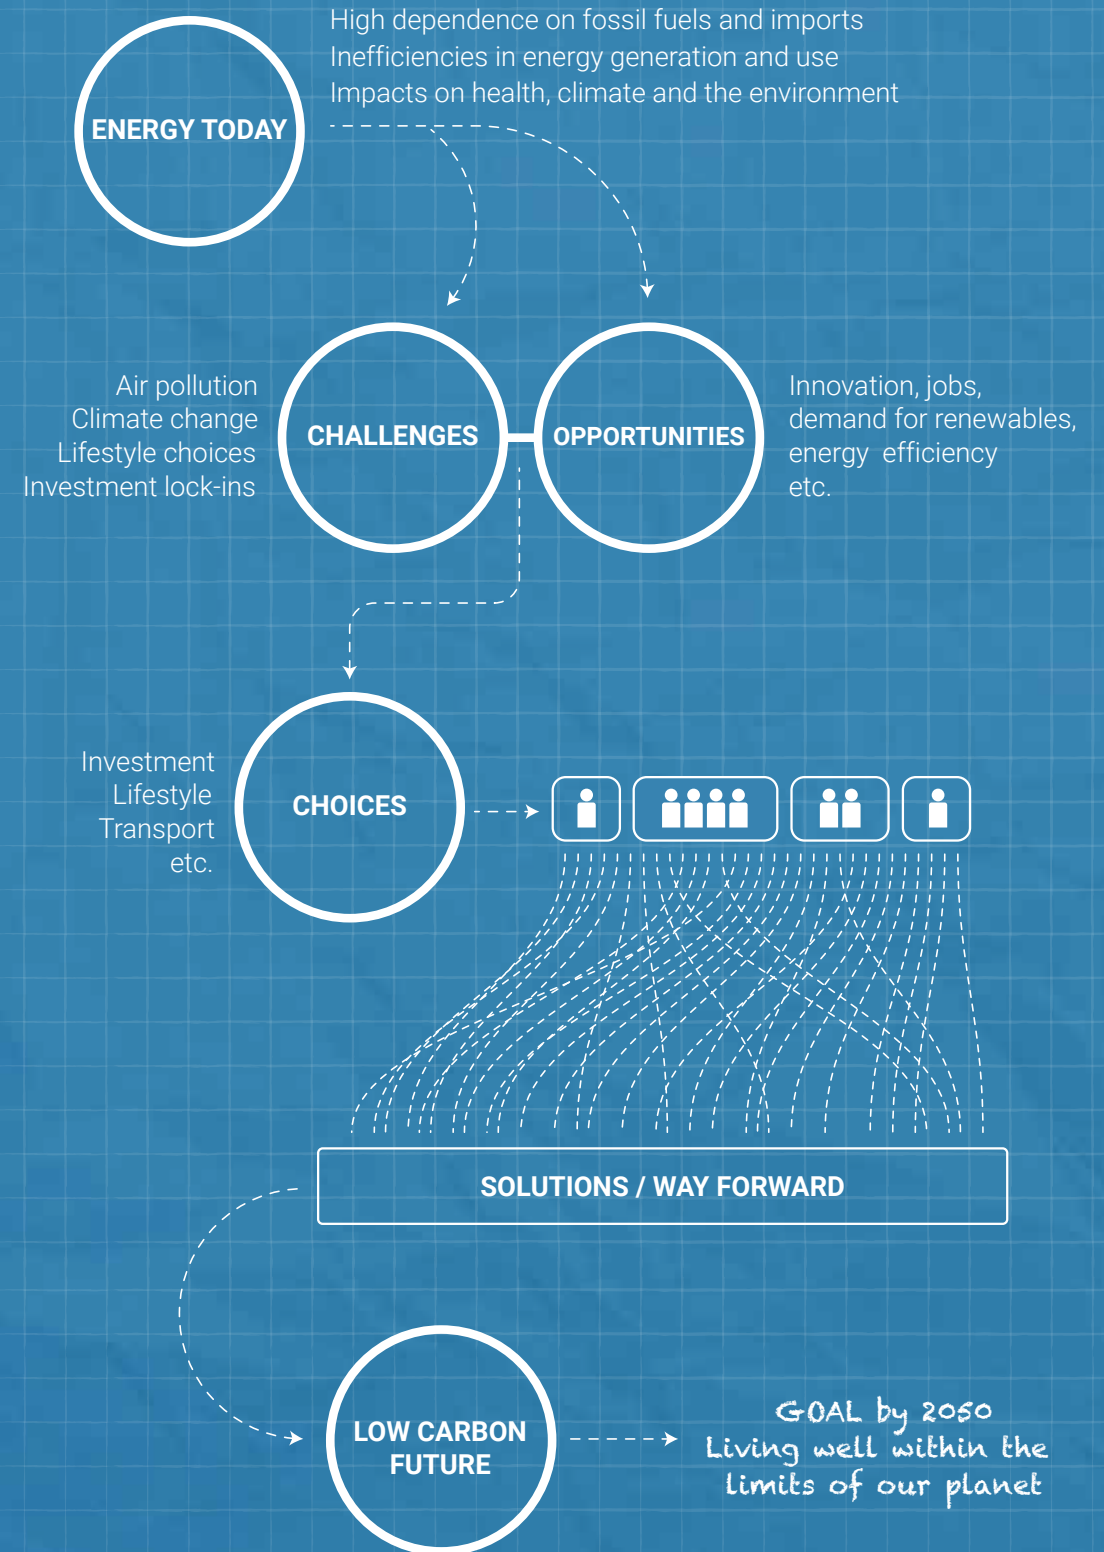 High dependence on fossil fuels and imports
Inefficiencies in energy generation and use
Impacts on health, climate and the environment
ENERGY TODAY
Air pollution
Climate change
Lifestyle choices
Investment lock-ins
CHALLENGES
OPPORTUNITIES
Innovation, jobs,
demand for renewables,
energy efficiency
etc.
Investment
Lifestyle
Transport
etc.
CHOICES
SOLUTIONS / WAY FORWARD
LOW CARBON
FUTURE
GOAL by 2050
Living well within the
limits of our planet